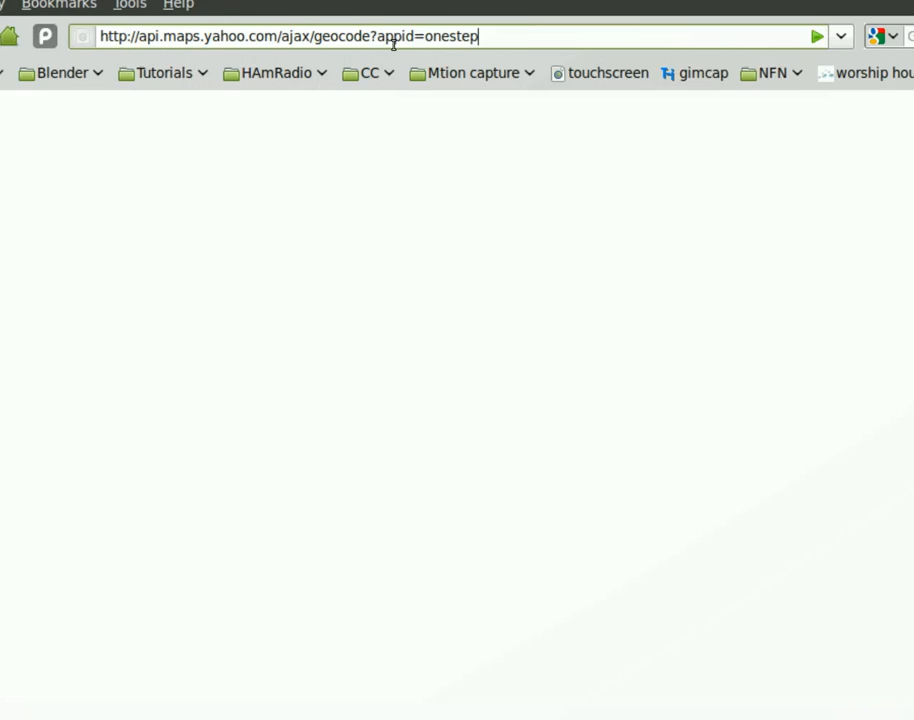 Bookmarks Tools Help
http://api.maps.yahoo.com/ajax/geocode?appid=onestep
Blender Tutorials HAmRadio CC Mtion capture touchscreen gimcap NFN worship hou